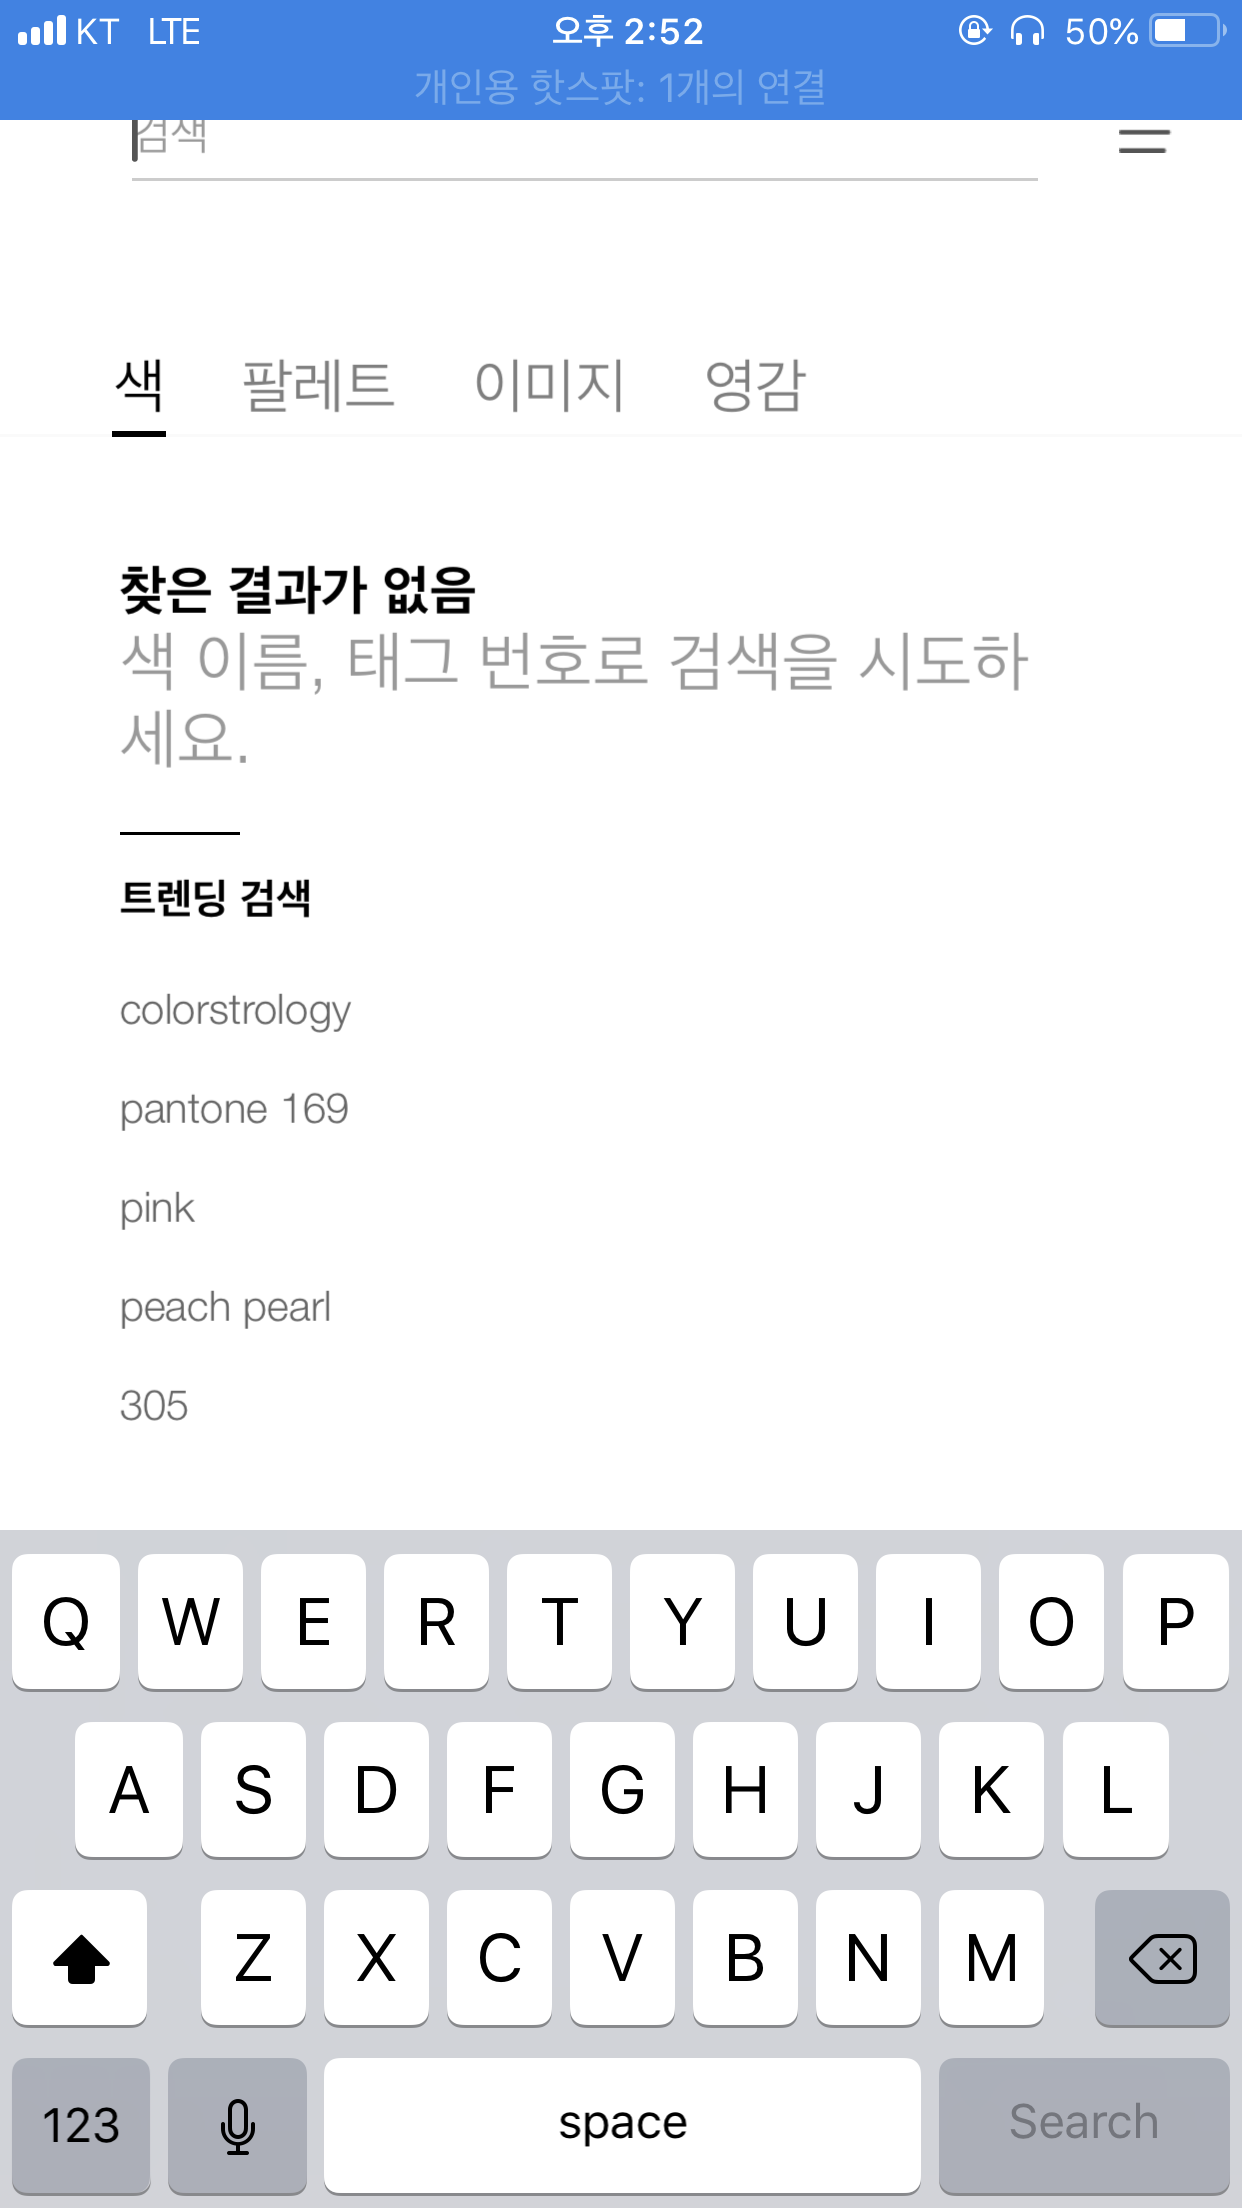 KT LTE 오후 2:52 50%
개인용 핫스팟: 1개의 연결
검색
색 팔레트 이미지 영감
찾은 결과가 없음
색 이름, 태그 번호로 검색을 시도하
세요.
트렌딩 검색
colorstrology
pantone 169
pink
peach pearl
305
Q W E R T Y U I O P
A S D F G H J K L
Z X C V B N M
123 space Search